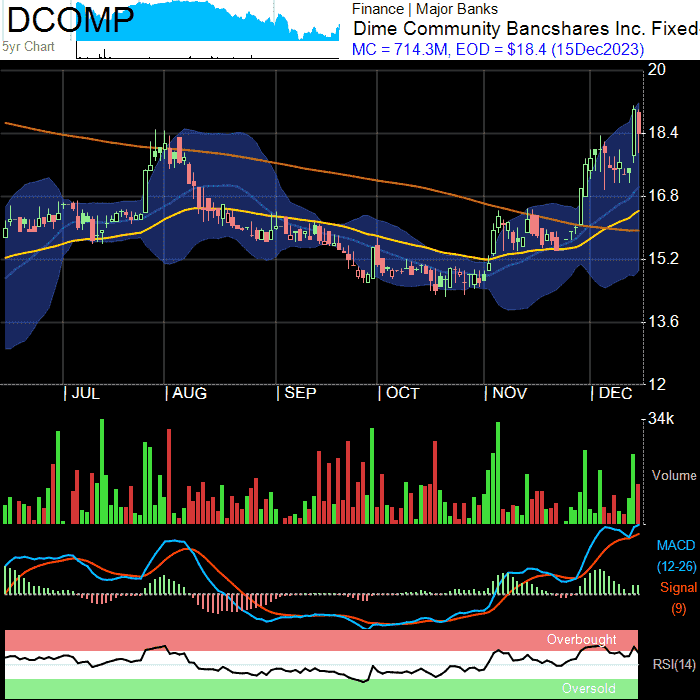 DCOMP
5yr Chart
Finance | Major Banks
Dime Community Bancshares Inc. Fixed-
MC = 714.3M, EOD = $18.4 (15Dec2023)
20
18.4
16.8
15.2
13.6
12
| JUL | AUG | SEP | OCT | NOV | DEC
34k
Volume
MACD
(12-26)
Signal
(9)
Overbought
RSI(14)
Oversold